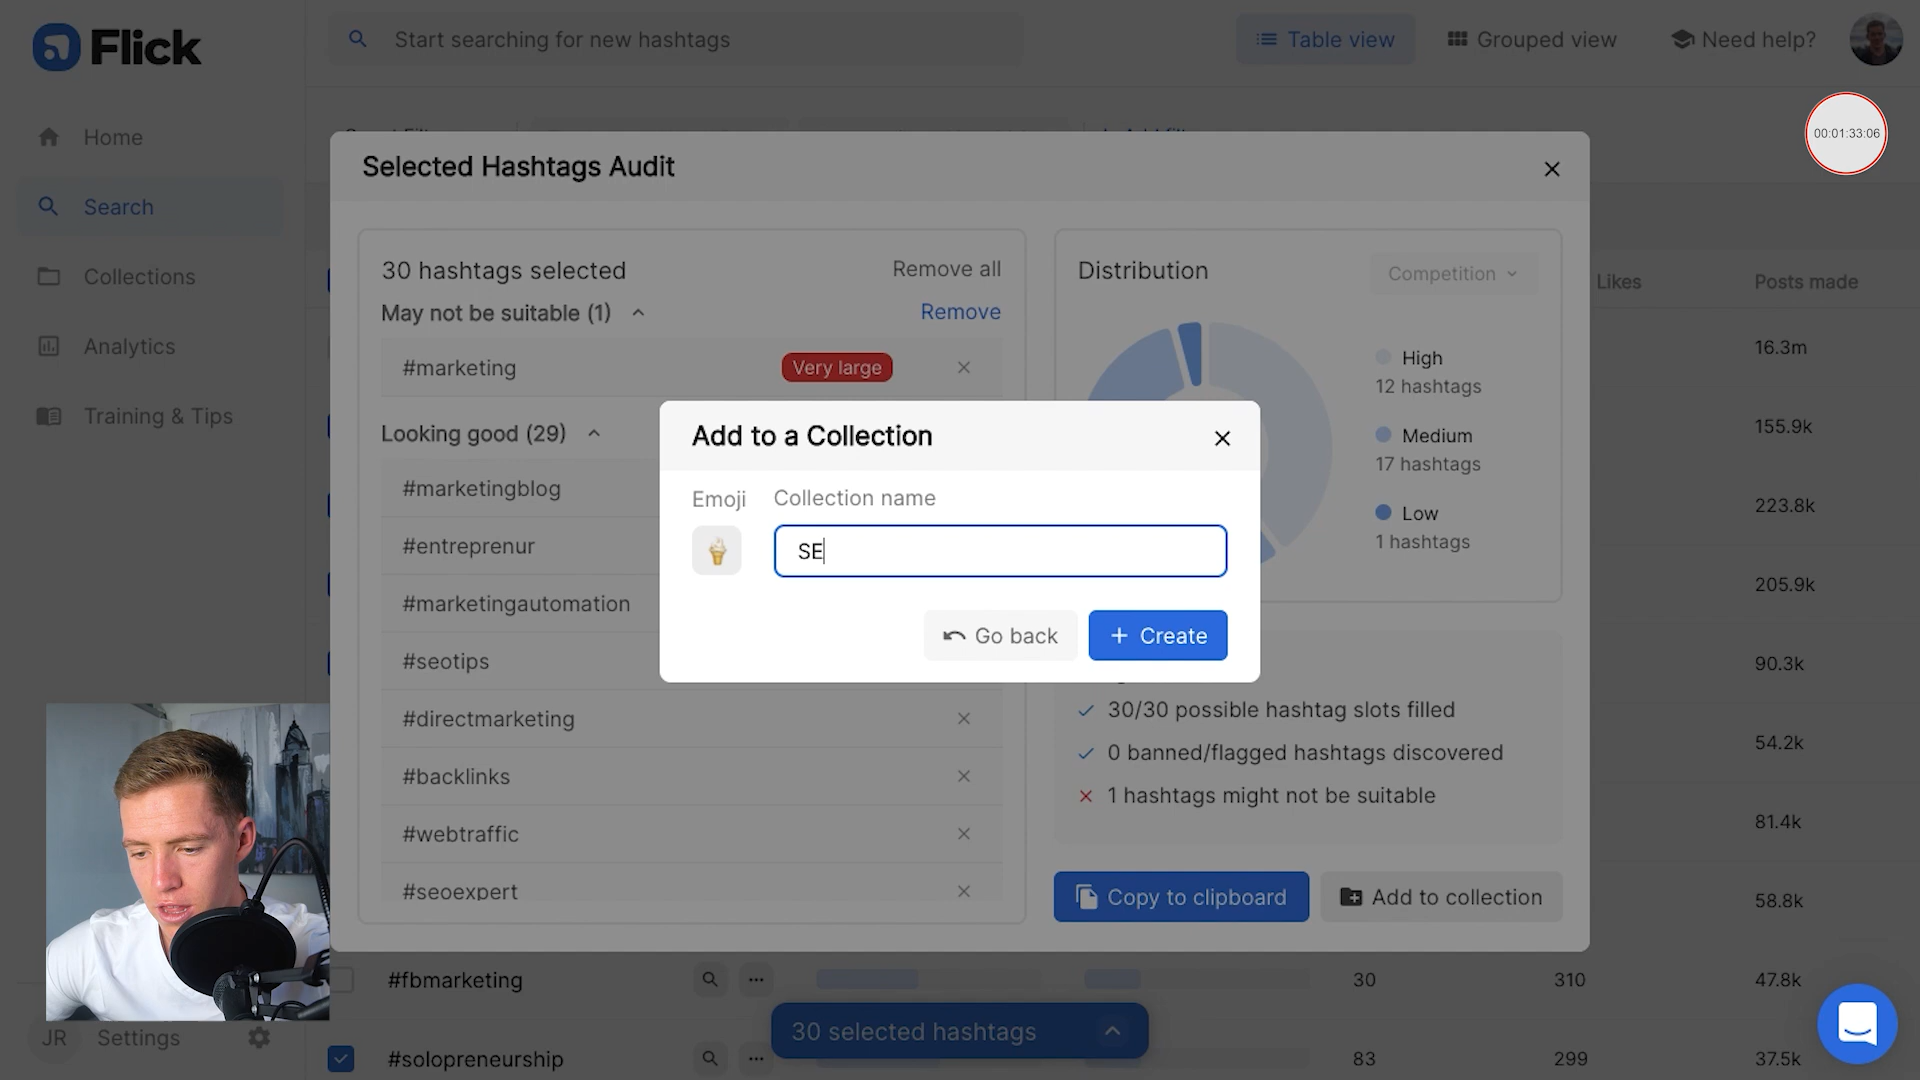 Flick
Start searching for new hashtags
Table view
Grouped view
Need help?
00:01:33:06
Home
Search
Collections
Analytics
Training & Tips
Selected Hashtags Audit
30 hashtags selected
Remove all
May not be suitable (1)
Remove
#marketing
Very large
Looking good (29)
#marketingblog
#entreprenur
#marketingautomation
#seotips
#directmarketing
#backlinks
#webtraffic
#seoexpert
Distribution
Competition
High
12 hashtags
Medium
17 hashtags
Low
1 hashtags
Likes
Posts made
16.3m
155.9k
223.8k
205.9k
90.3k
54.2k
81.4k
58.8k
Add to a Collection
Emoji
Collection name
SE
Go back
+ Create
30/30 possible hashtag slots filled
0 banned/flagged hashtags discovered
1 hashtags might not be suitable
Copy to clipboard
Add to collection
#fbmarketing
30
310
47.8k
30 selected hashtags
JR
Settings
#solopreneurship
83
299
37.5k